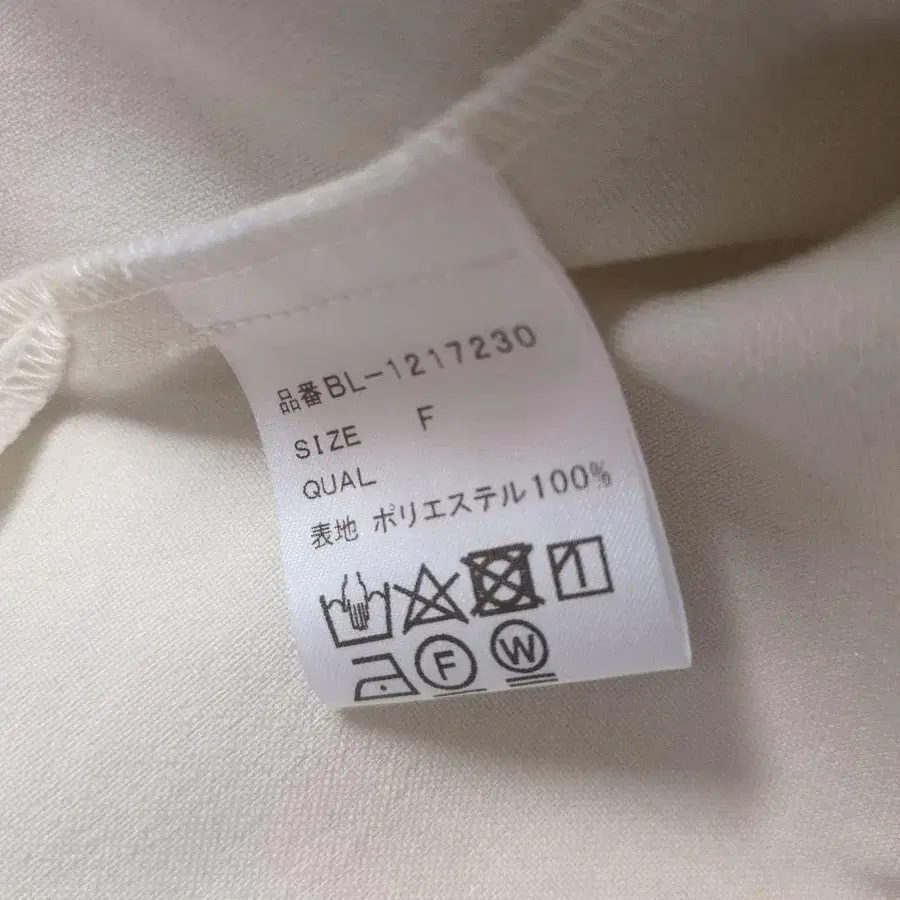 品番BL-1217230
SIZE F
QUAL
表地 ポリエステル100%
F W